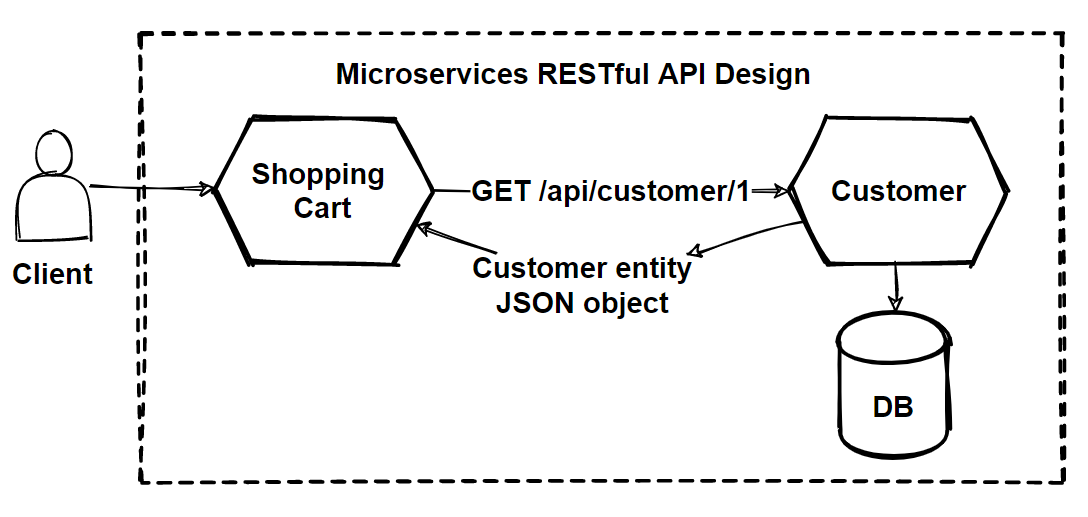 Microservices RESTful API Design
Shopping
Cart
GET /api/customer/1
Customer
Client
Customer entity
JSON object
DB